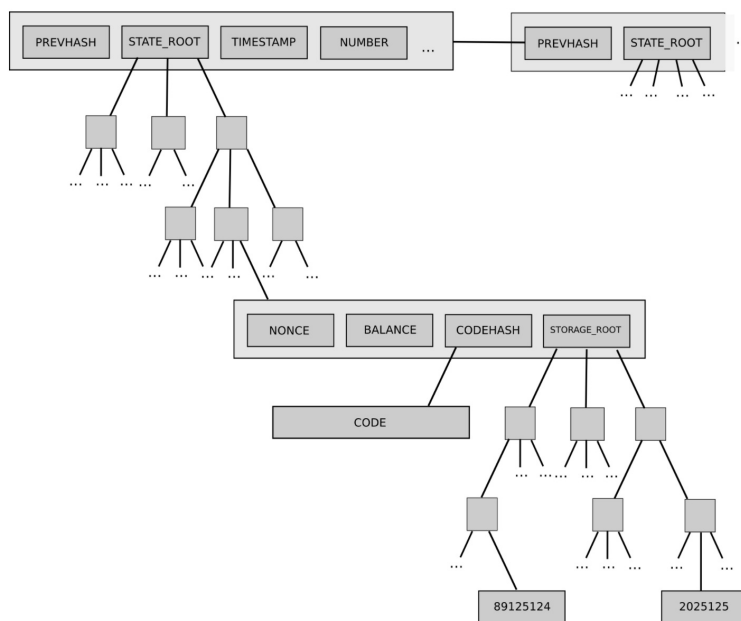 PREVHASH STATE_ROOT TIMESTAMP NUMBER ... PREVHASH STATE_ROOT
... ... ... ...
... ... ... ... ...
... ... ... ... ...
NONCE BALANCE CODEHASH STORAGE_ROOT
CODE
... ... ... ... ...
... ... ... ... ... ...
89125124 2025125